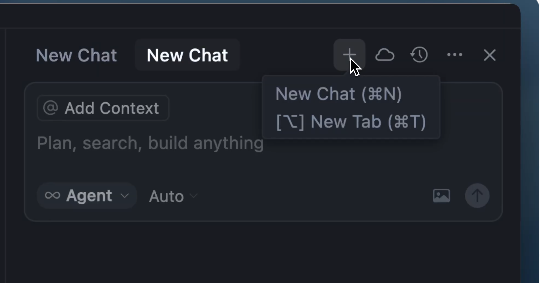 New Chat New Chat
New Chat (⌘N)
[⌥] New Tab (⌘T)
@ Add Context
Plan, search, build anything
∞ Agent Auto